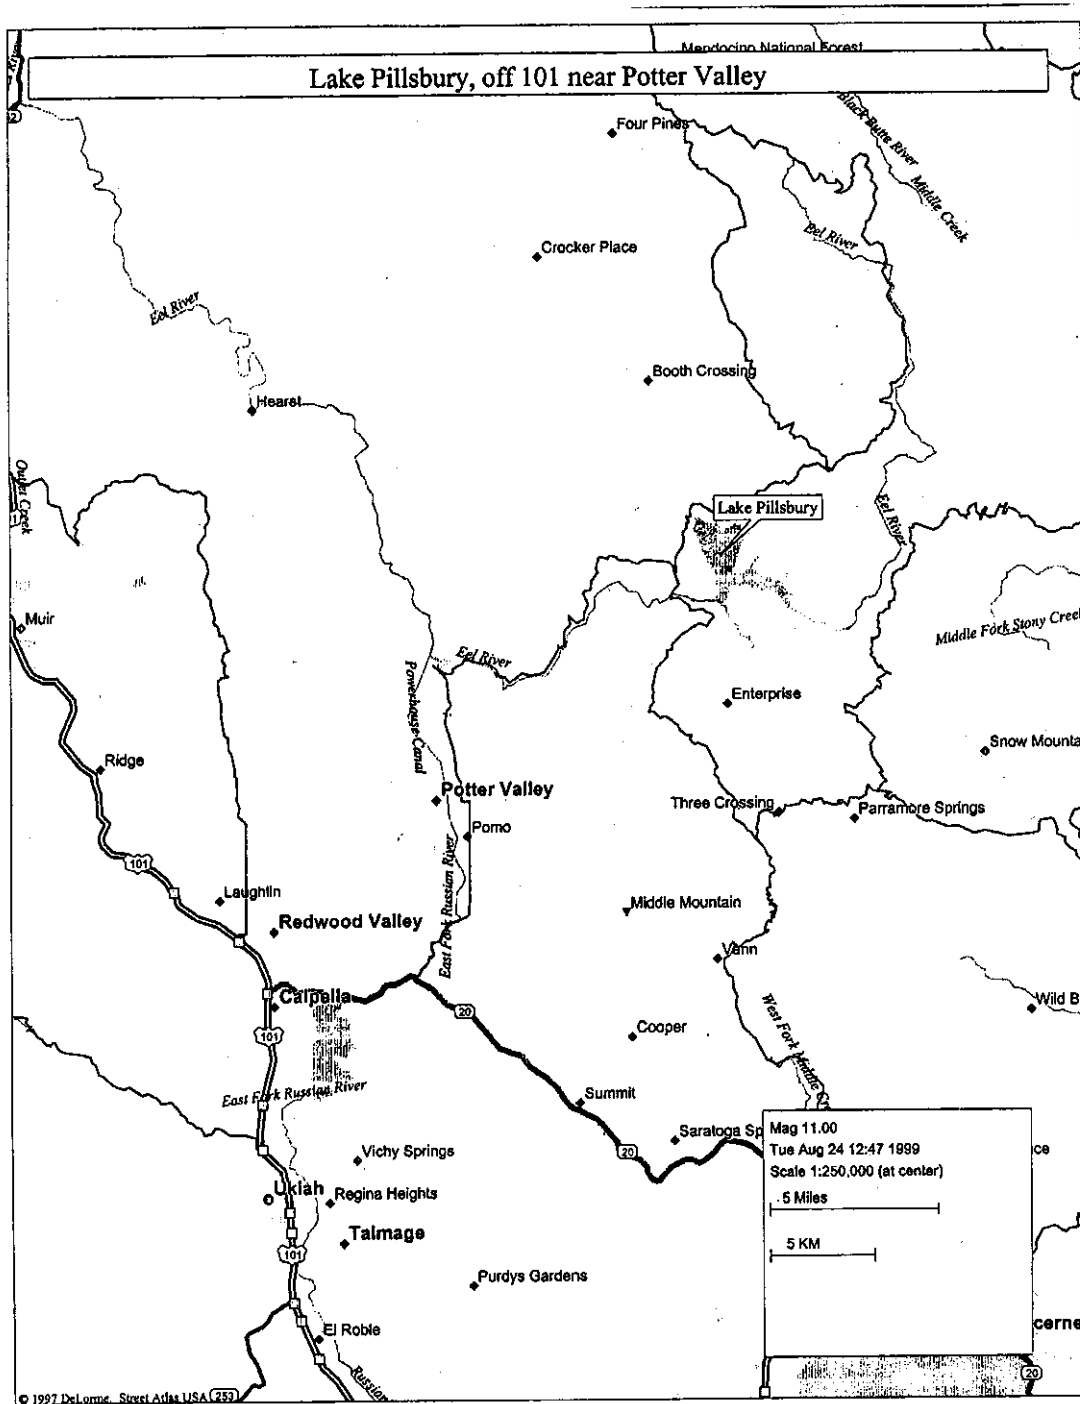 Mendocino National Forest
Lake Pillsbury, off 101 near Potter Valley
Four Pines
Black Butte River
Middle Creek
Eel River
Crocker Place
Eel River
Booth Crossing
Hearst
Outlet Creek
Lake Pillsbury
Eel River
Muir
Middle Fork Stony Creek
Eel River
Powerhouse Canal
Enterprise
Snow Mounta
Ridge
Potter Valley
Three Crossing
Parramore Springs
Pomo
101
East Fork Russian River
Laughlin
Middle Mountain
Redwood Valley
Vann
Calpella
20
West Fork Middle Cr
Wild B
101
Cooper
East Fork Russian River
Summit
Saratoga Sp
20
Mag 11.00
Tue Aug 24 12:47 1999
Scale 1:250,000 (at center)
5 Miles
5 KM
ce
Vichy Springs
Ukiah
Regina Heights
Talmage
101
Purdys Gardens
El Roble
cerne
Russian
20
© 1997 DeLorme. Street Atlas USA
253